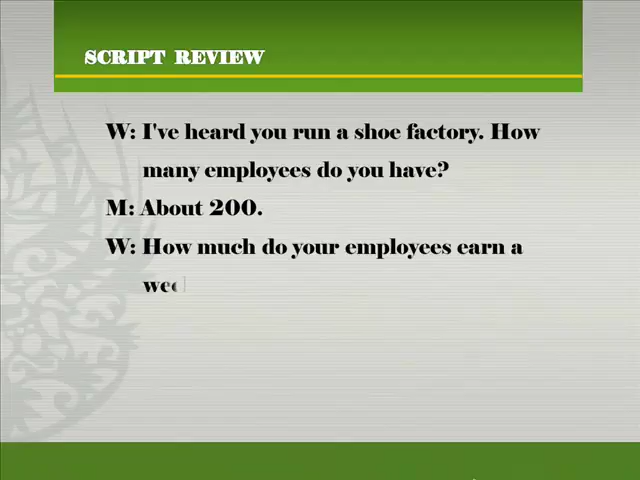 SCRIPT REVIEW
W: I've heard you run a shoe factory. How
many employees do you have?
M: About 200.
W: How much do your employees earn a